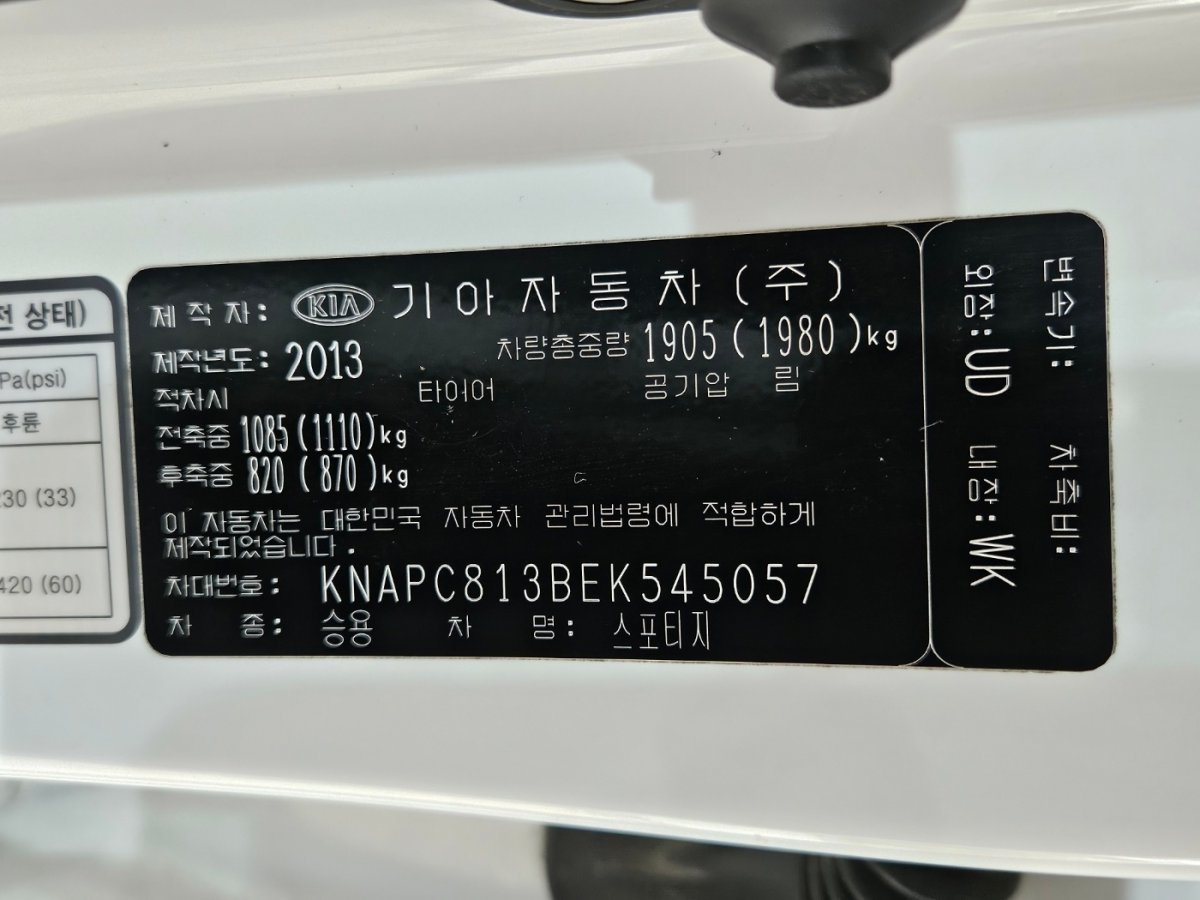 전 상태)
Pa(psi)
후륜
230 (33)
420 (60)
제 작 자: KIA 기 아 자 동 차 (주)
제작년도: 2013 차량총중량 1905 (1980)kg
적차시 타이어 공기압 림
전축중 1085 (1110)kg
후축중 820 (870)kg
이 자동차는 대한민국 자동차 관리법령에 적합하게
제작되었습니다.
차대번호: KNAPC813BEK545057
차 종: 승용 차 명: 스포티지
변속기: 차축비:
외장: UD 내장: WK